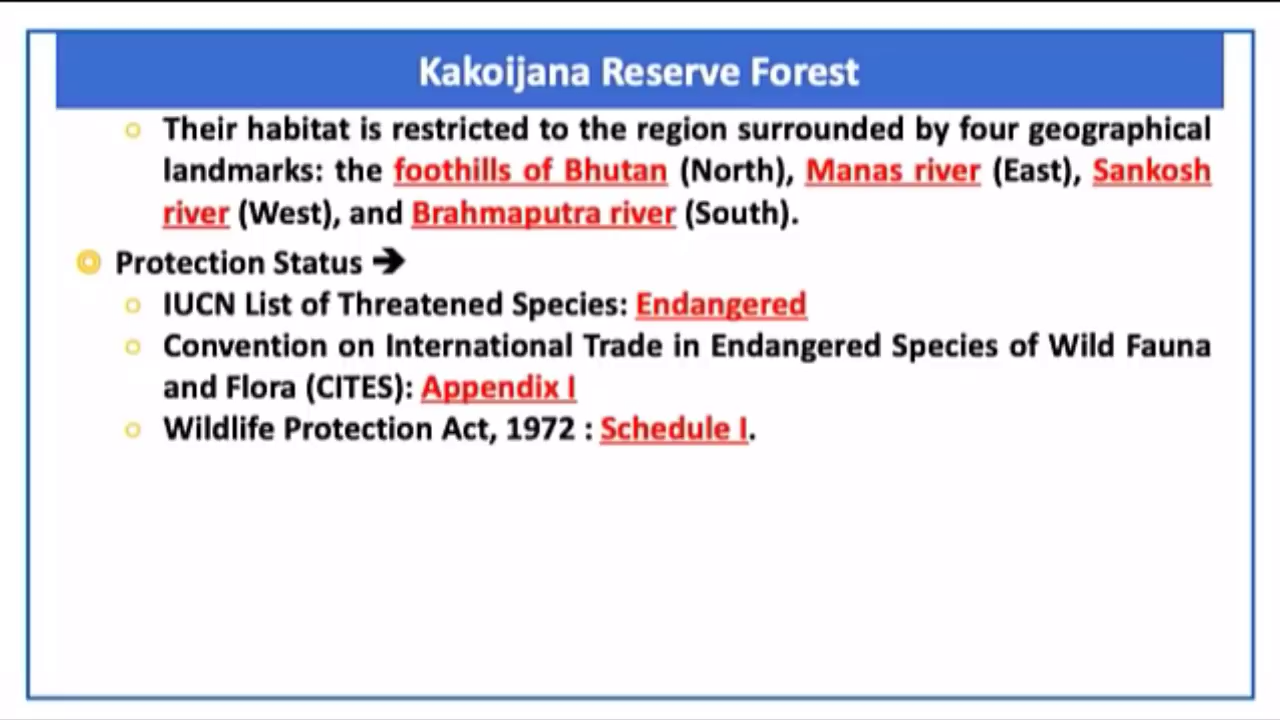 Kakoijana Reserve Forest
Their habitat is restricted to the region surrounded by four geographical
landmarks: the foothills of Bhutan (North), Manas river (East), Sankosh
river (West), and Brahmaputra river (South).
Protection Status ➔
IUCN List of Threatened Species: Endangered
Convention on International Trade in Endangered Species of Wild Fauna
and Flora (CITES): Appendix I
Wildlife Protection Act, 1972 : Schedule I.